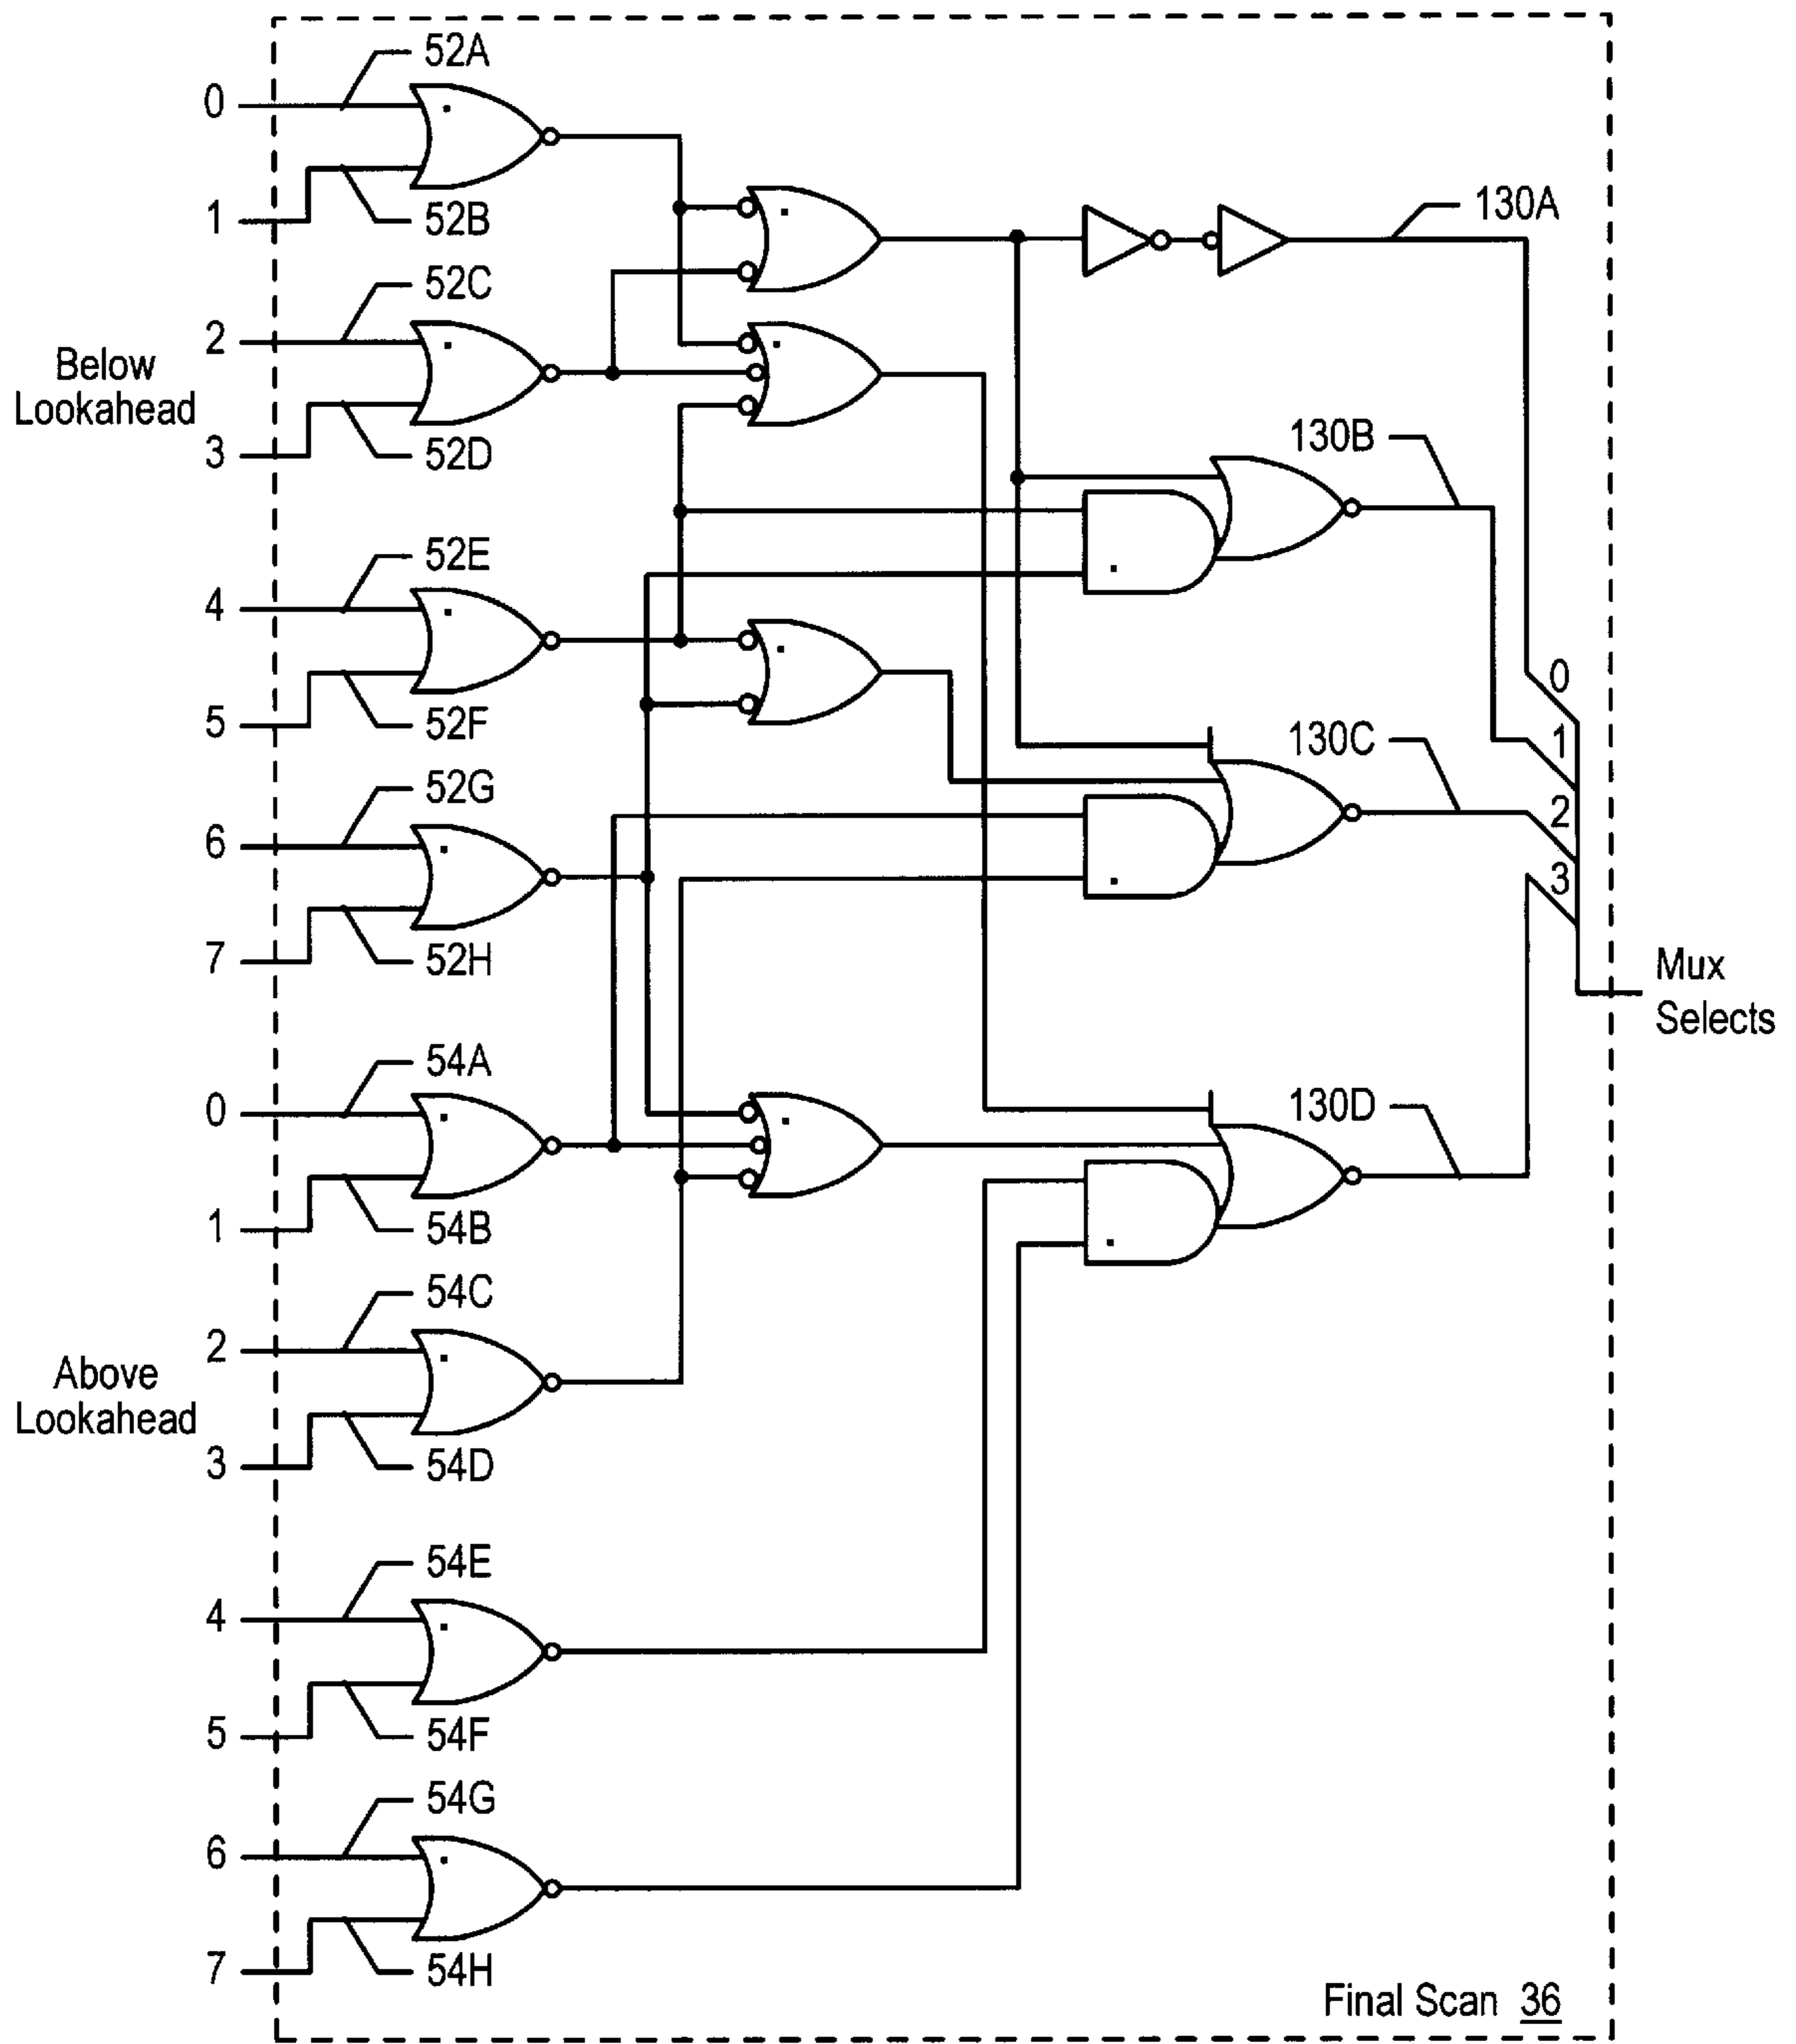 52A
0
130A
1
52B
52C
2
Below
Lookahead
130B
3
52D
52E
4
0
5
52F
130C
1
52G
2
6
3
7
52H
Mux
Selects
54A
130D
0
1
54B
54C
2
Above
Lookahead
3
54D
54E
4
5
54F
54G
6
7
54H
Final Scan 36